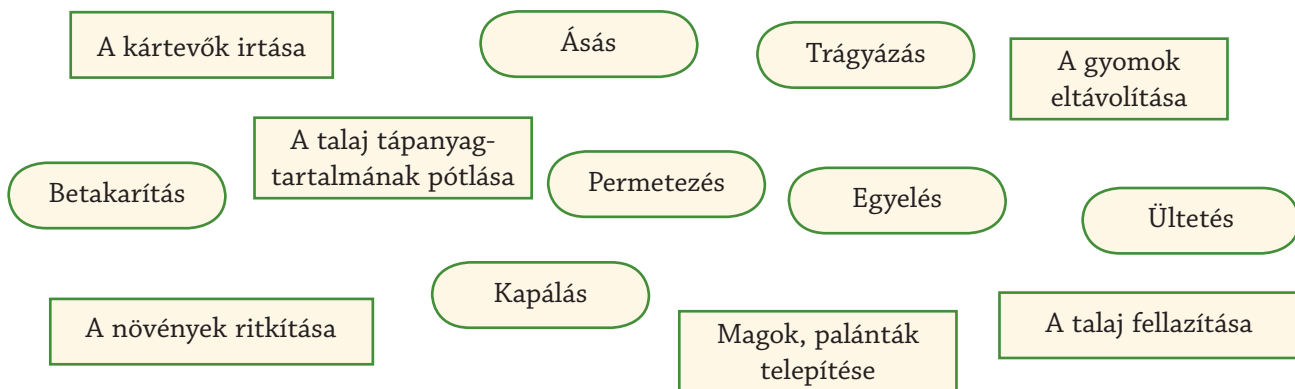 A kártevők irtása
Ásás
Trágyázás
A gyomok
eltávolítása
A talaj tápanyag-
tartalmának pótlása
Betakarítás
Permetezés
Egyelés
Ültetés
Kapálás
A növények ritkítása
Magok, palánták
telepítése
A talaj fellazítása